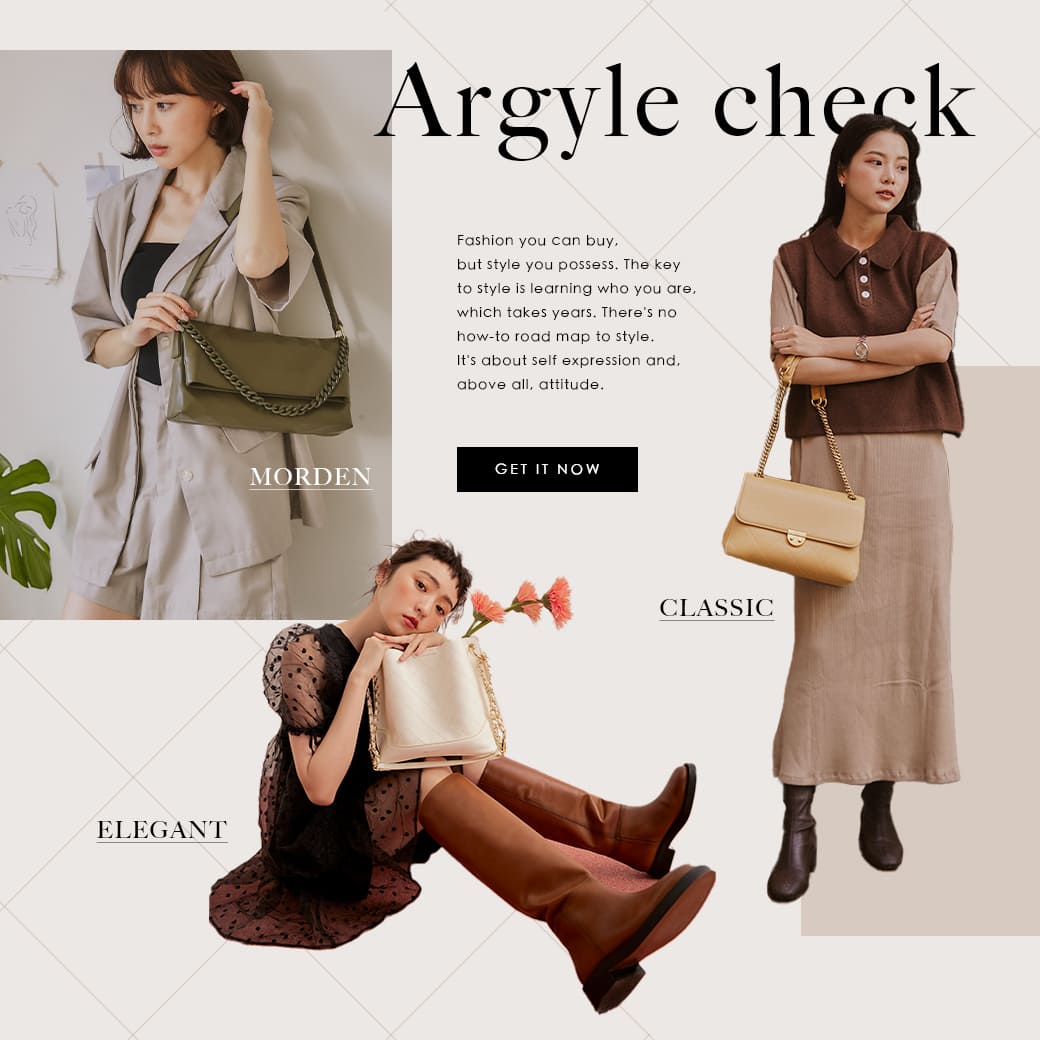 Argyle check
Fashion you can buy,
but style you possess. The key
to style is learning who you are,
which takes years. There's no
how-to road map to style.
It's about self expression and,
above all, attitude.
GET IT NOW
MORDEN
CLASSIC
ELEGANT